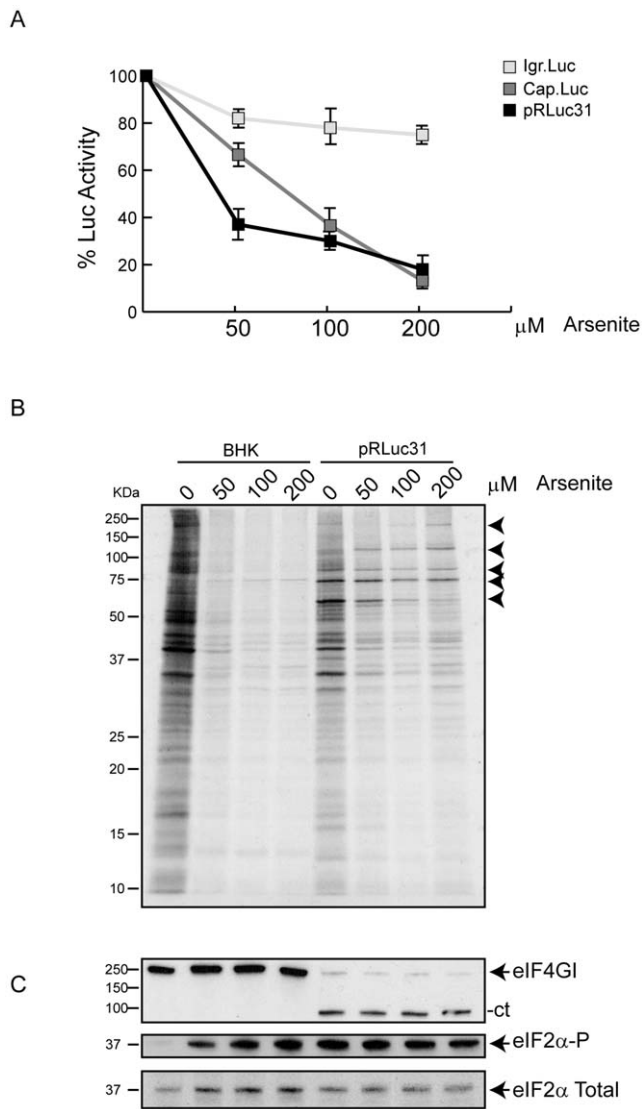 A
Igr.Luc
Cap.Luc
pRLuc31
% Luc Activity
100
80
60
40
20
0
50 100 200 μM Arsenite
B
BHK pRLuc31
KDa 0 50 100 200 0 50 100 200 μM Arsenite
250
150
100
75
50
37
25
20
15
10
C
250 eIF4GI
150
100 -ct
37 eIF2α-P
37 eIF2α Total